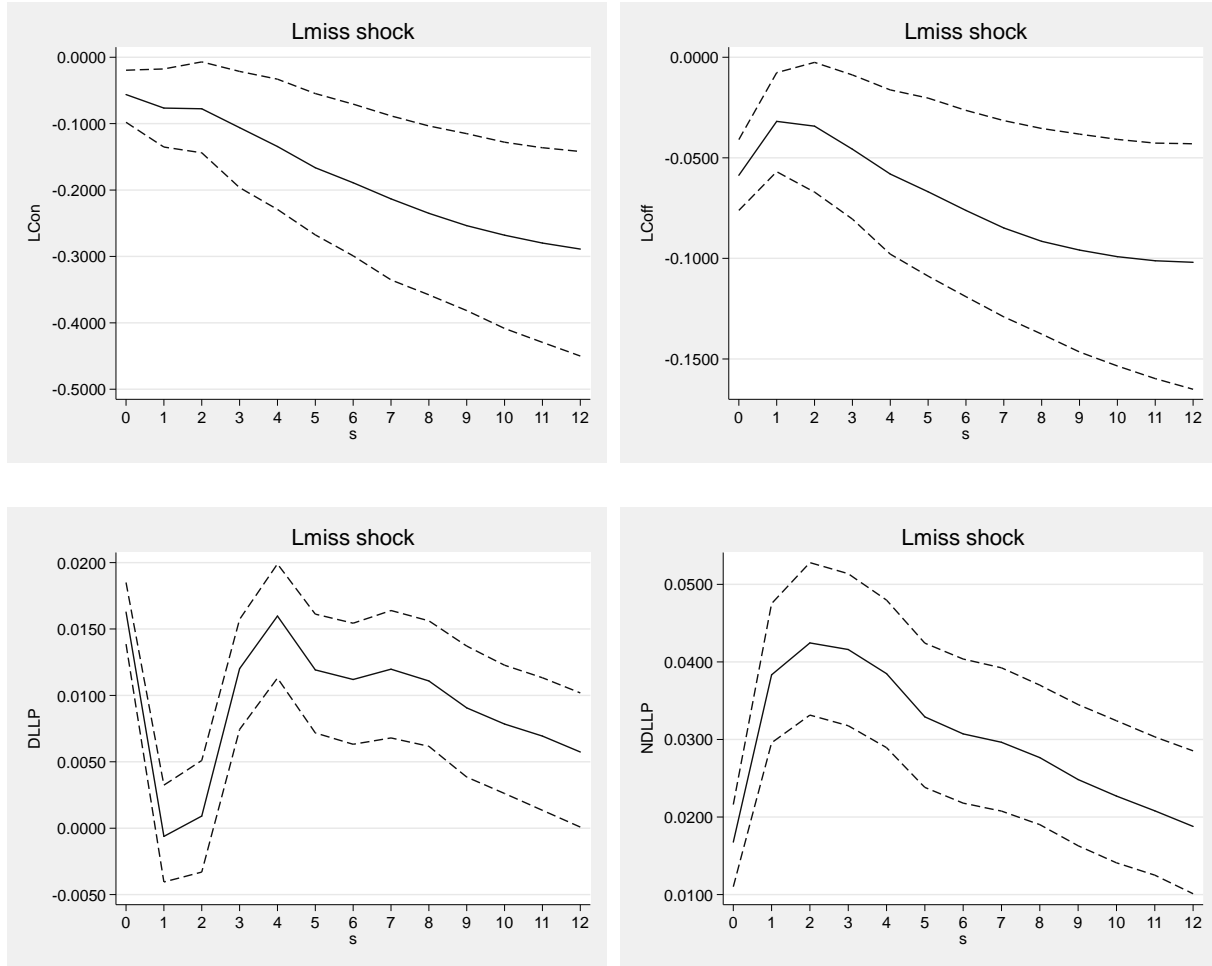 Lmiss shock
0.0000
-0.1000
-0.2000
-0.3000
-0.4000
-0.5000
LCon
0 1 2 3 4 5 6 7 8 9 10 11 12
s
Lmiss shock
0.0000
-0.0500
-0.1000
-0.1500
LCoff
0 1 2 3 4 5 6 7 8 9 10 11 12
s
Lmiss shock
0.0200
0.0150
0.0100
0.0050
0.0000
-0.0050
DLLP
0 1 2 3 4 5 6 7 8 9 10 11 12
s
Lmiss shock
0.0500
0.0400
0.0300
0.0200
0.0100
NDLLP
0 1 2 3 4 5 6 7 8 9 10 11 12
s